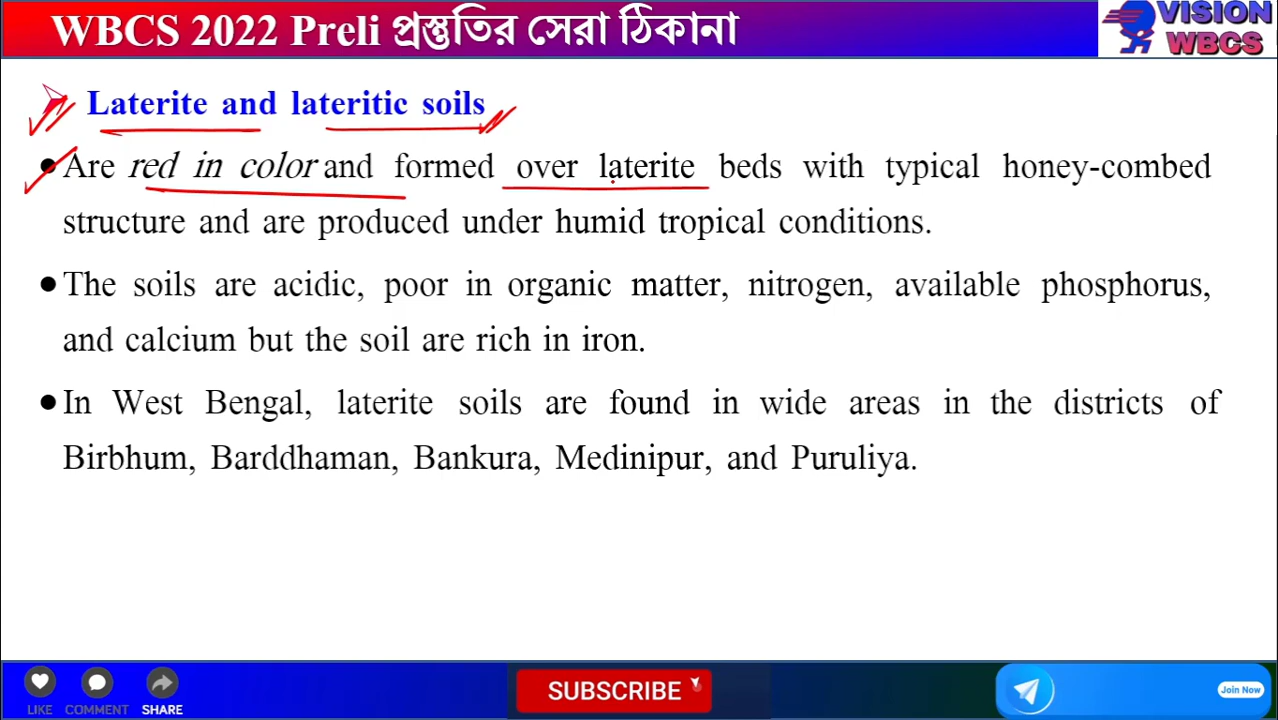 WBCS 2022 Preli প্রস্তুতির সেরা ঠিকানা
VISION
WBCS
Laterite and lateritic soils
● Are red in color and formed over laterite beds with typical honey-combed
structure and are produced under humid tropical conditions.
● The soils are acidic, poor in organic matter, nitrogen, available phosphorus,
and calcium but the soil are rich in iron.
● In West Bengal, laterite soils are found in wide areas in the districts of
Birbhum, Barddhaman, Bankura, Medinipur, and Puruliya.
LIKE COMMENT SHARE
SUBSCRIBE
Join Now